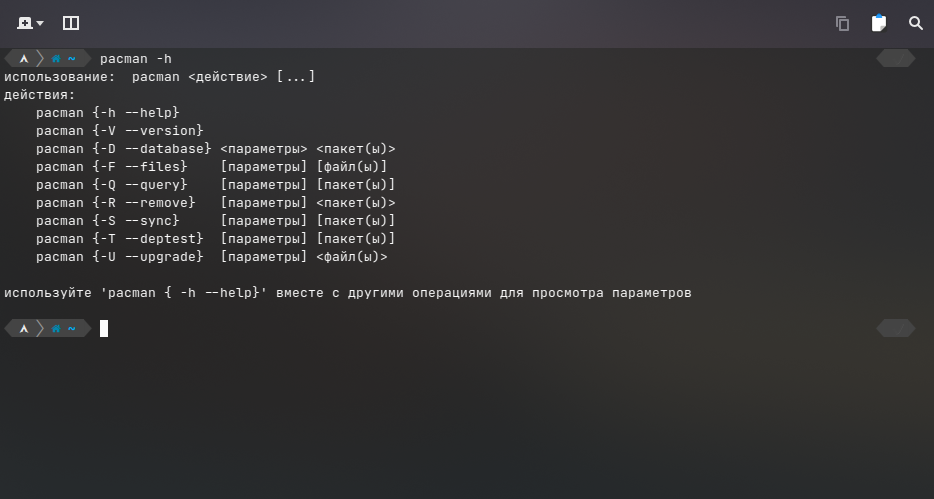 ~ pacman -h
использование:  pacman <действие> [...]
действия:
    pacman {-h --help}
    pacman {-V --version}
    pacman {-D --database} <параметры> <пакет(ы)>
    pacman {-F --files}    [параметры] [файл(ы)]
    pacman {-Q --query}    [параметры] [пакет(ы)]
    pacman {-R --remove}   [параметры] <пакет(ы)>
    pacman {-S --sync}     [параметры] [пакет(ы)]
    pacman {-T --deptest}  [параметры] [пакет(ы)]
    pacman {-U --upgrade}  [параметры] <файл(ы)>
используйте 'pacman { -h --help}' вместе с другими операциями для просмотра параметров
~